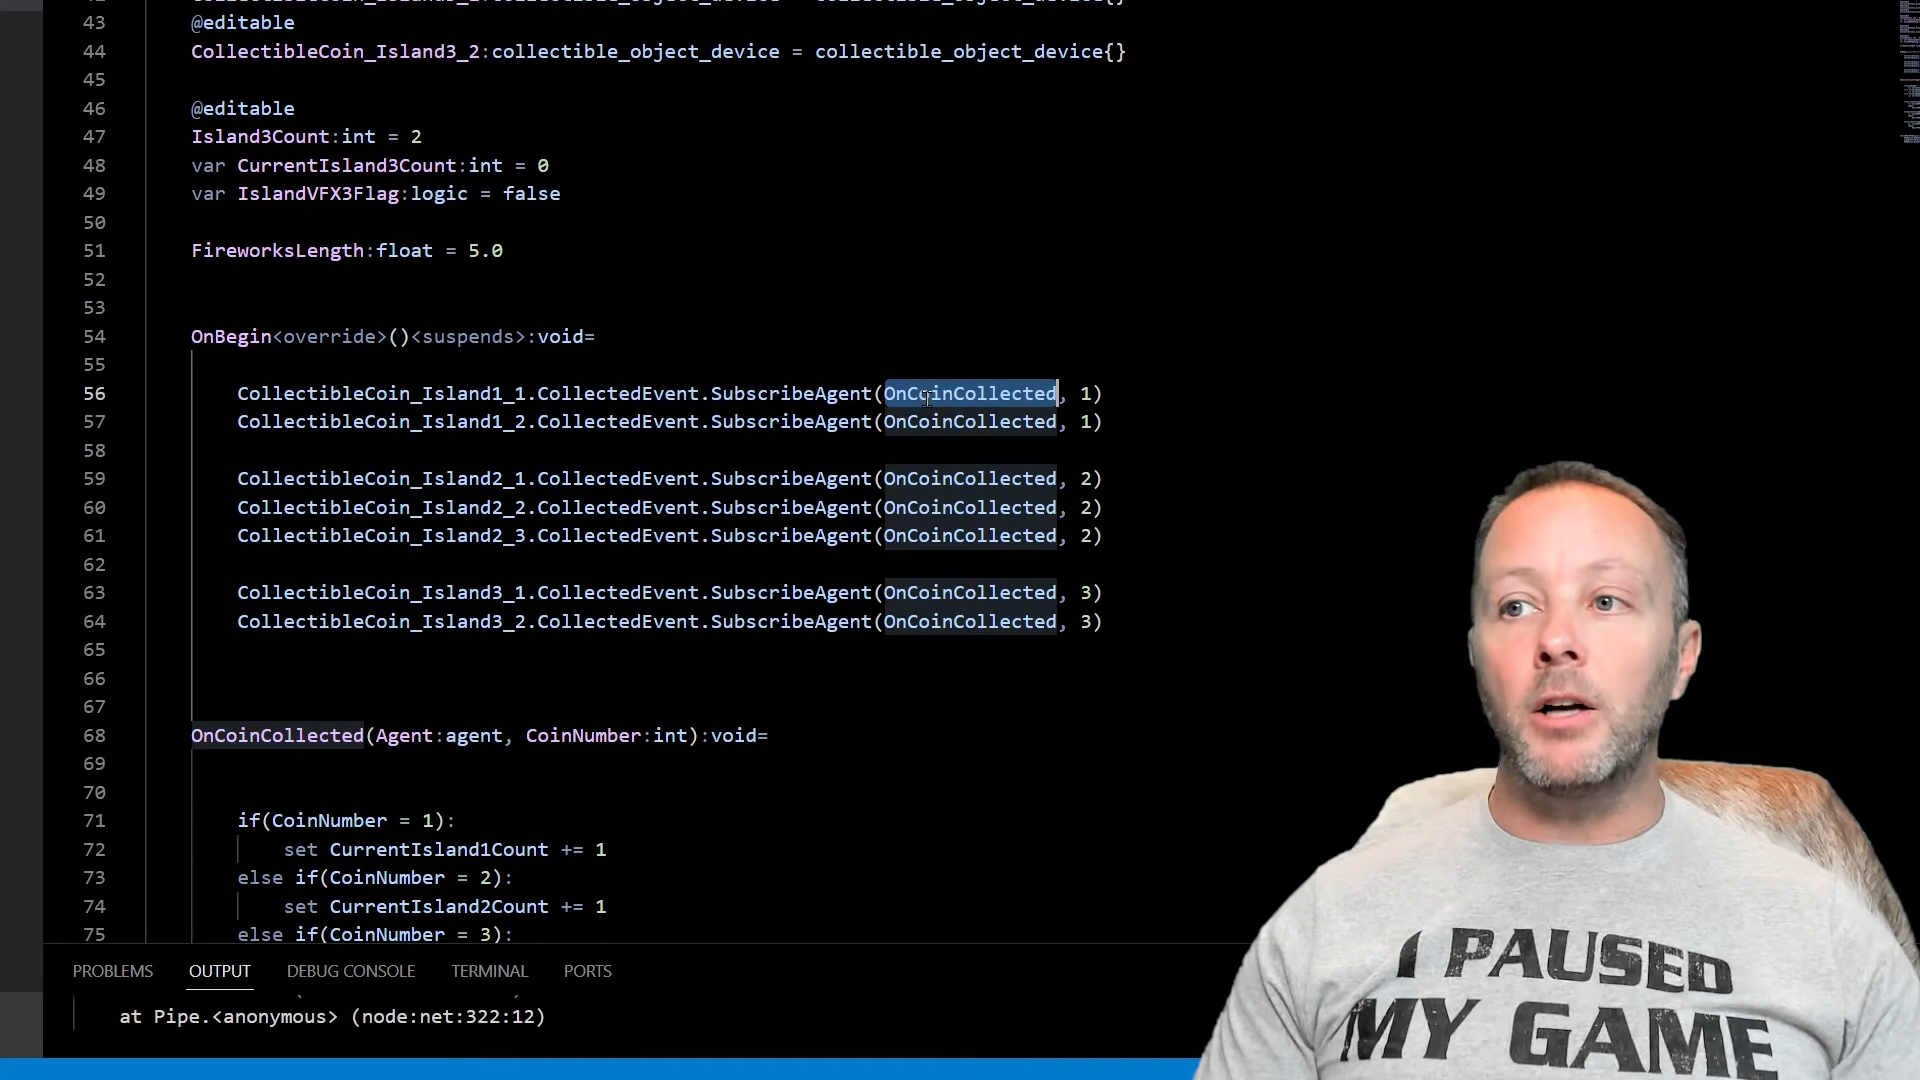 43 @editable
44 CollectibleCoin_Island3_2:collectible_object_device = collectible_object_device{}
45
46 @editable
47 Island3Count:int = 2
48 var CurrentIsland3Count:int = 0
49 var IslandVFX3Flag:logic = false
50
51 FireworksLength:float = 5.0
52
53
54 OnBegin<override>()<suspends>:void=
55
56 CollectibleCoin_Island1_1.CollectedEvent.SubscribeAgent(OnCoinCollected, 1)
57 CollectibleCoin_Island1_2.CollectedEvent.SubscribeAgent(OnCoinCollected, 1)
58
59 CollectibleCoin_Island2_1.CollectedEvent.SubscribeAgent(OnCoinCollected, 2)
60 CollectibleCoin_Island2_2.CollectedEvent.SubscribeAgent(OnCoinCollected, 2)
61 CollectibleCoin_Island2_3.CollectedEvent.SubscribeAgent(OnCoinCollected, 2)
62
63 CollectibleCoin_Island3_1.CollectedEvent.SubscribeAgent(OnCoinCollected, 3)
64 CollectibleCoin_Island3_2.CollectedEvent.SubscribeAgent(OnCoinCollected, 3)
65
66
67
68 OnCoinCollected(Agent:agent, CoinNumber:int):void=
69
70
71 if(CoinNumber = 1):
72 set CurrentIsland1Count += 1
73 else if(CoinNumber = 2):
74 set CurrentIsland2Count += 1
75 else if(CoinNumber = 3):
PROBLEMS OUTPUT DEBUG CONSOLE TERMINAL PORTS
at Pipe.<anonymous> (node:net:322:12)
I PAUSED
MY GAME